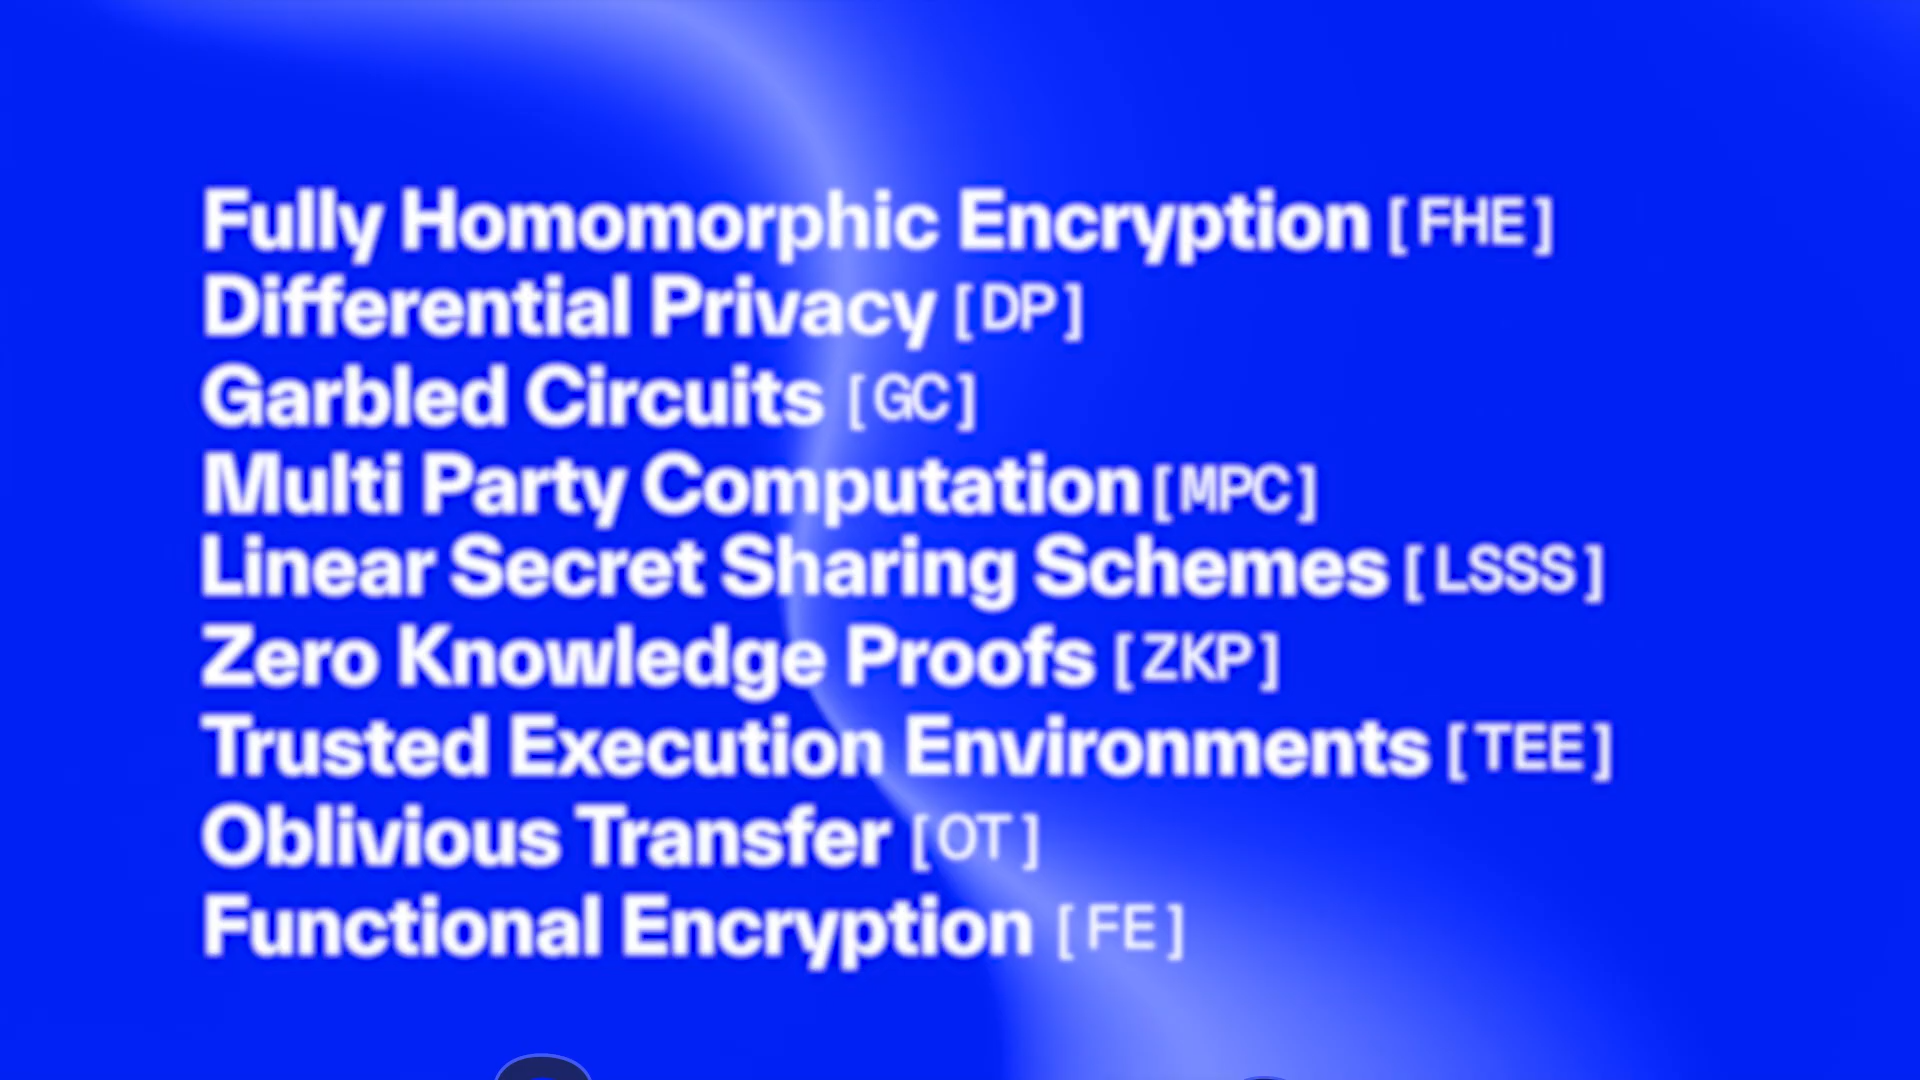 Fully Homomorphic Encryption [FHE]
Differential Privacy [DP]
Garbled Circuits [GC]
Multi Party Computation [MPC]
Linear Secret Sharing Schemes [LSSS]
Zero Knowledge Proofs [ZKP]
Trusted Execution Environments [TEE]
Oblivious Transfer [OT]
Functional Encryption [FE]